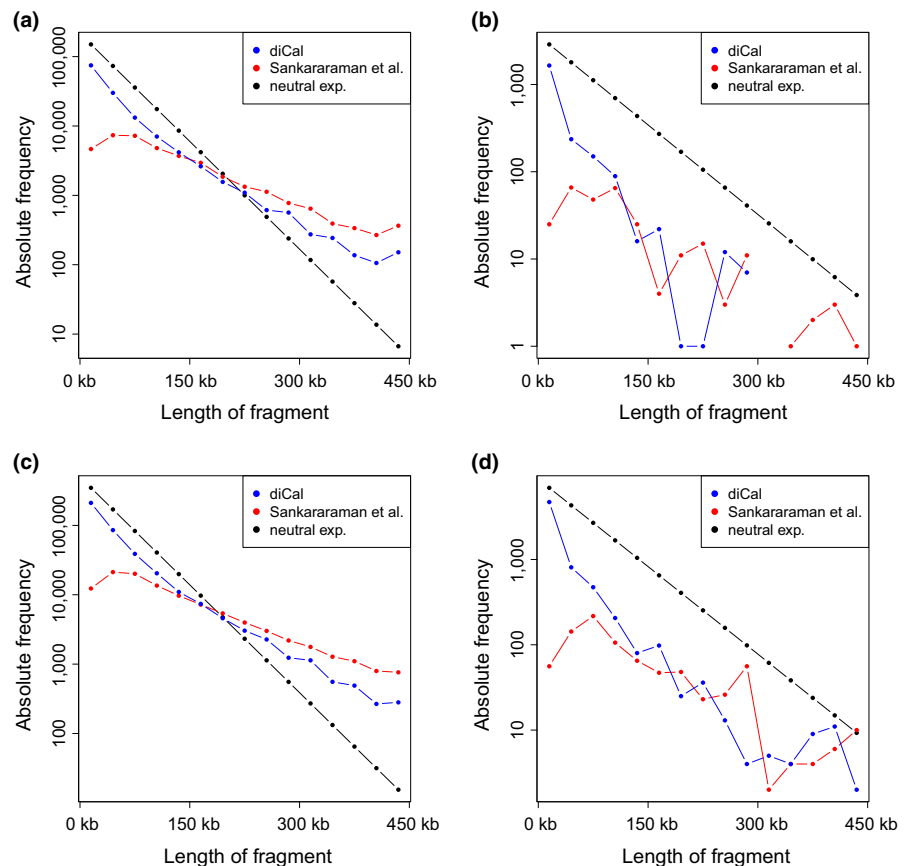 (a)
diCal
Sankararaman et al.
neutral exp.
100,000
10,000
1,000
100
10
Absolute frequency
0 kb
150 kb
300 kb
450 kb
Length of fragment
(b)
diCal
Sankararaman et al.
neutral exp.
1,000
100
10
1
Absolute frequency
0 kb
150 kb
300 kb
450 kb
Length of fragment
(c)
diCal
Sankararaman et al.
neutral exp.
100,000
10,000
1,000
100
Absolute frequency
0 kb
150 kb
300 kb
450 kb
Length of fragment
(d)
diCal
Sankararaman et al.
neutral exp.
1,000
100
10
Absolute frequency
0 kb
150 kb
300 kb
450 kb
Length of fragment